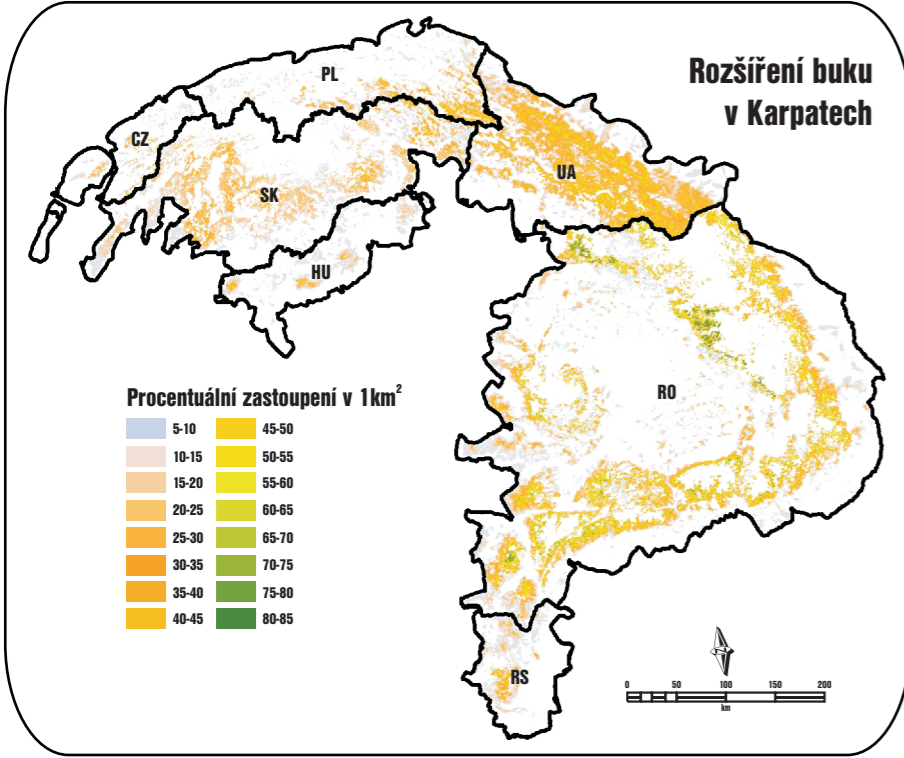 Rozšíření buku
v Karpatech
PL
CZ
SK
UA
HU
RO
RS
Procentuální zastoupení v 1km²
5-10
10-15
15-20
20-25
25-30
30-35
35-40
40-45
45-50
50-55
55-60
60-65
65-70
70-75
75-80
80-85
0 50 100 150 200
km